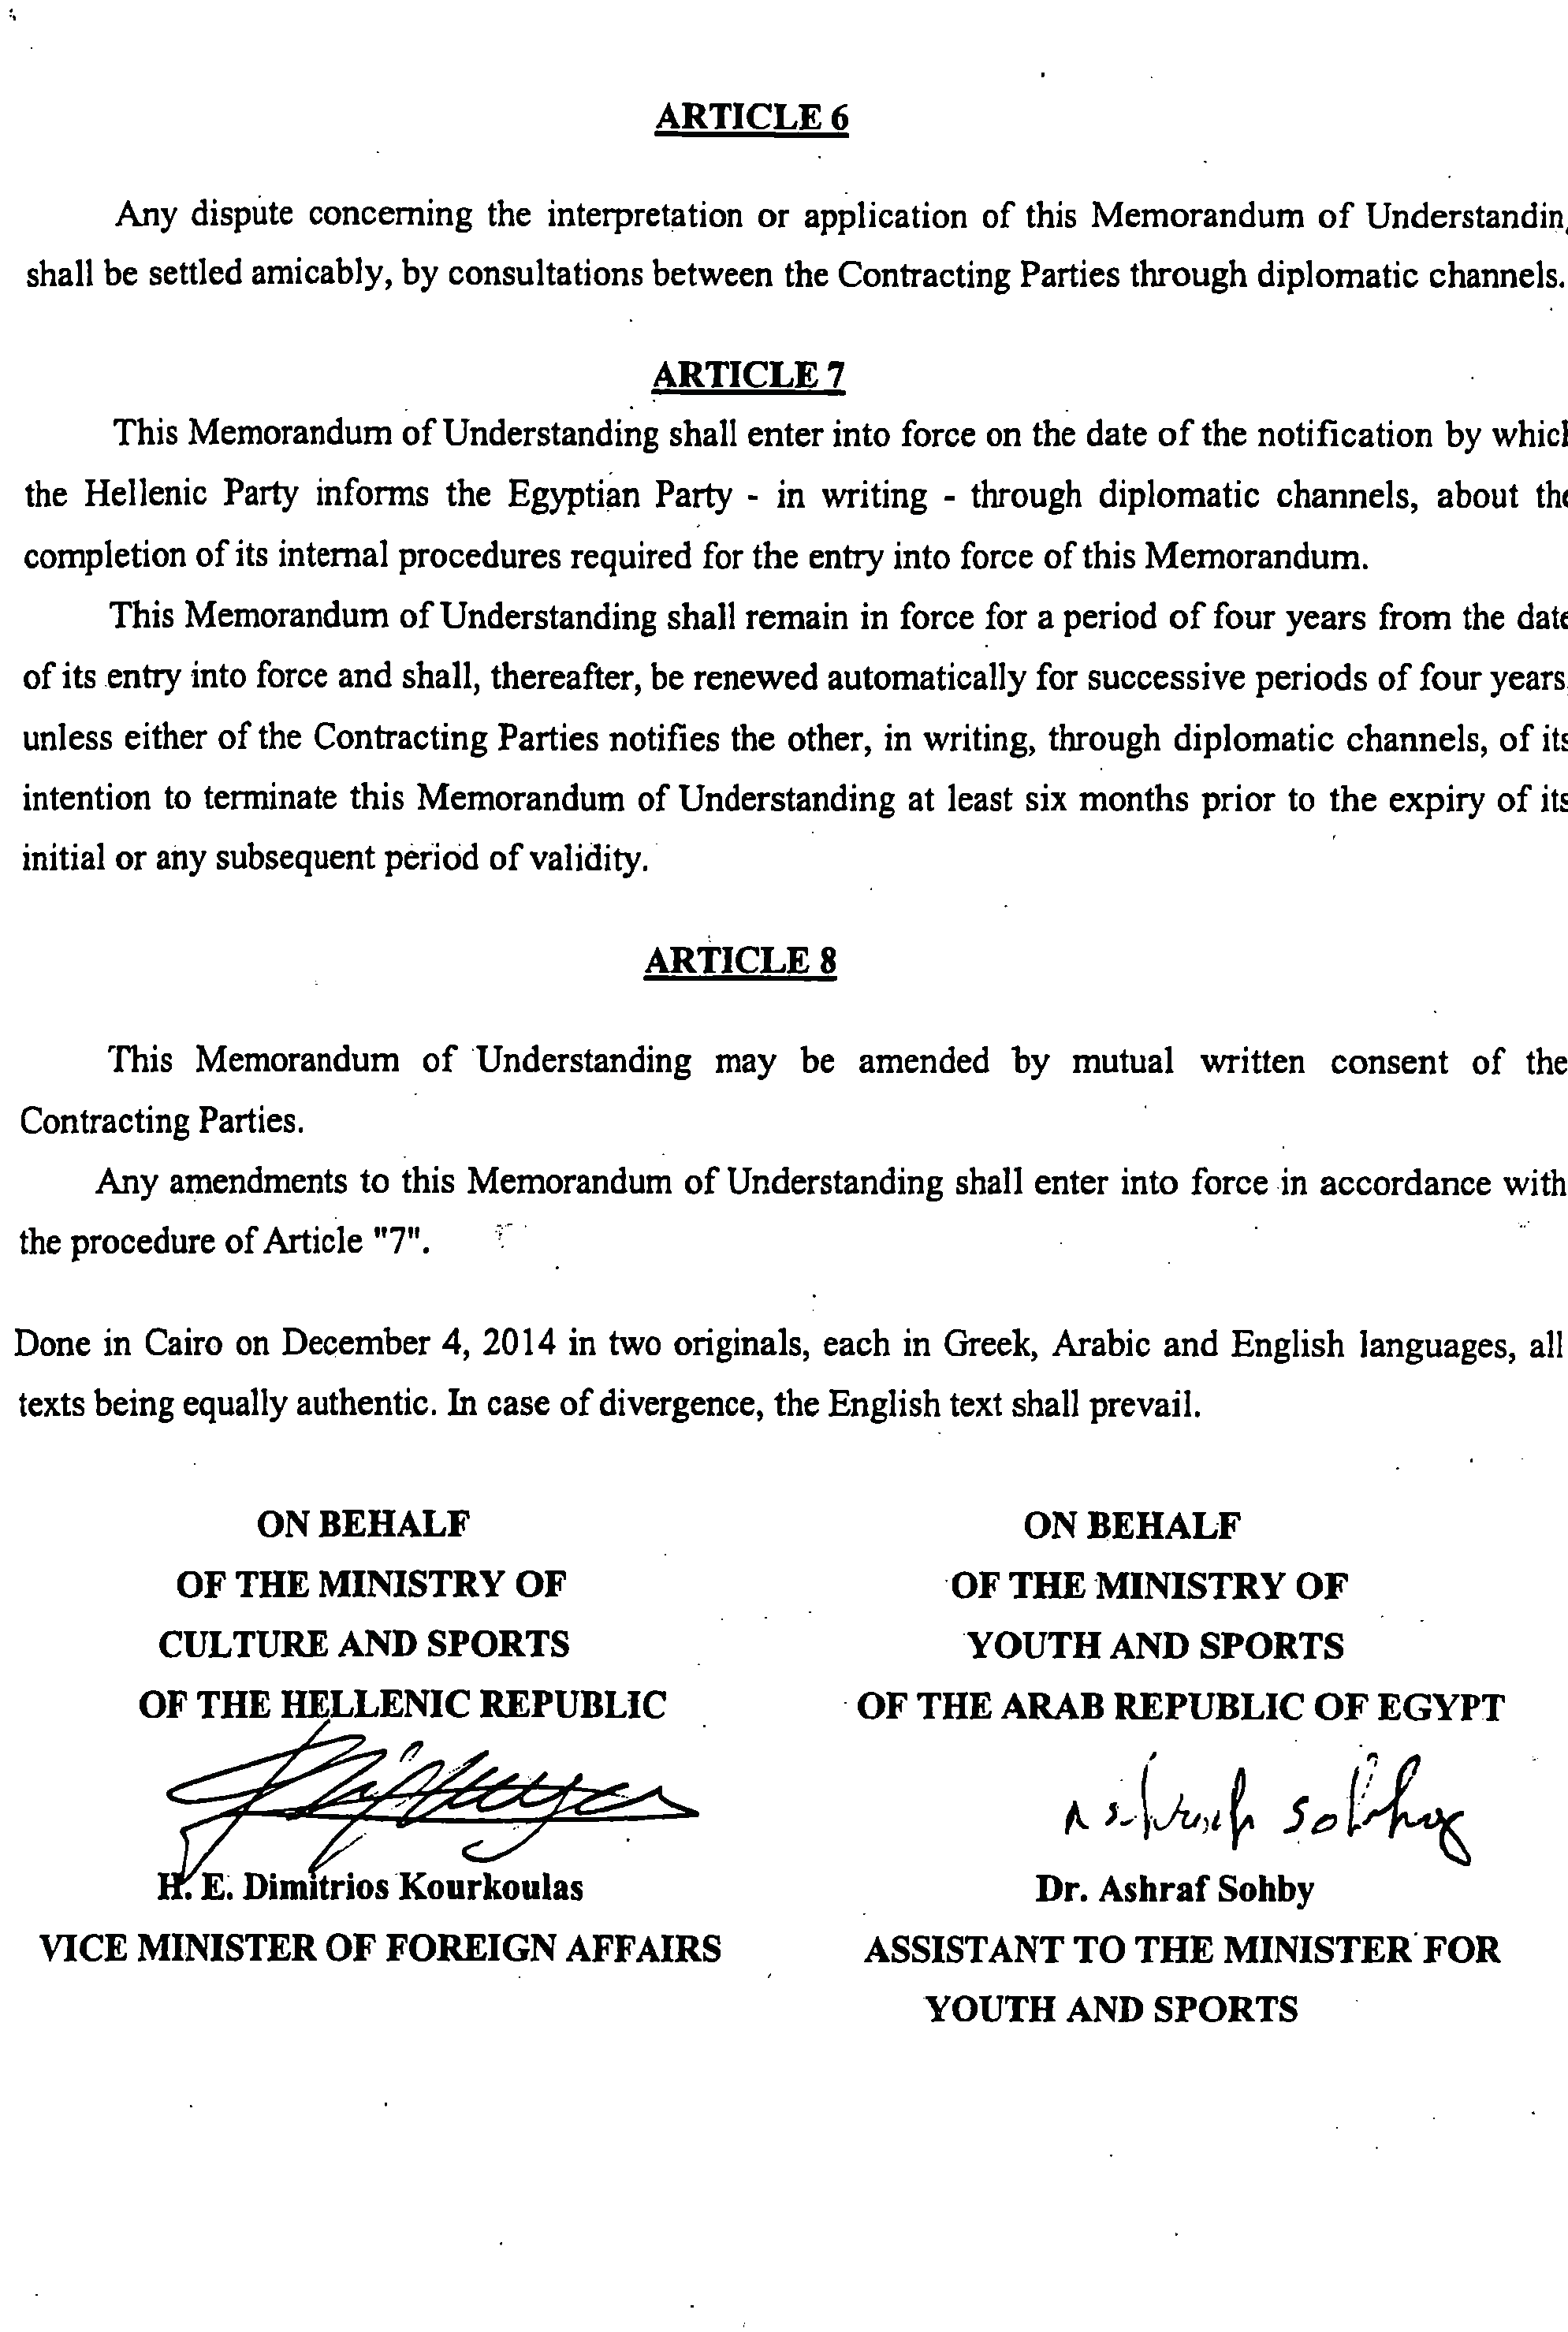 ARTICLE 6
Any dispute concerning the interpretation or application of this Memorandum of Understandin
shall be settled amicably, by consultations between the Contracting Parties through diplomatic channels.
ARTICLE 7
This Memorandum of Understanding shall enter into force on the date of the notification by which
the Hellenic Party informs the Egyptian Party - in writing - through diplomatic channels, about the
completion of its internal procedures required for the entry into force of this Memorandum.
This Memorandum of Understanding shall remain in force for a period of four years from the date
of its entry into force and shall, thereafter, be renewed automatically for successive periods of four years,
unless either of the Contracting Parties notifies the other, in writing, through diplomatic channels, of its
intention to terminate this Memorandum of Understanding at least six months prior to the expiry of its
initial or any subsequent period of validity.
ARTICLE 8
This Memorandum of Understanding may be amended by mutual written consent of the
Contracting Parties.
Any amendments to this Memorandum of Understanding shall enter into force in accordance with
the procedure of Article "7".
Done in Cairo on December 4, 2014 in two originals, each in Greek, Arabic and English languages, all
texts being equally authentic. In case of divergence, the English text shall prevail.
ON BEHALF
OF THE MINISTRY OF
CULTURE AND SPORTS
OF THE HELLENIC REPUBLIC
H. E. Dimitrios Kourkoulas
VICE MINISTER OF FOREIGN AFFAIRS
ON BEHALF
OF THE MINISTRY OF
YOUTH AND SPORTS
OF THE ARAB REPUBLIC OF EGYPT
Ashraf Sobhy
Dr. Ashraf Sohby
ASSISTANT TO THE MINISTER FOR
YOUTH AND SPORTS